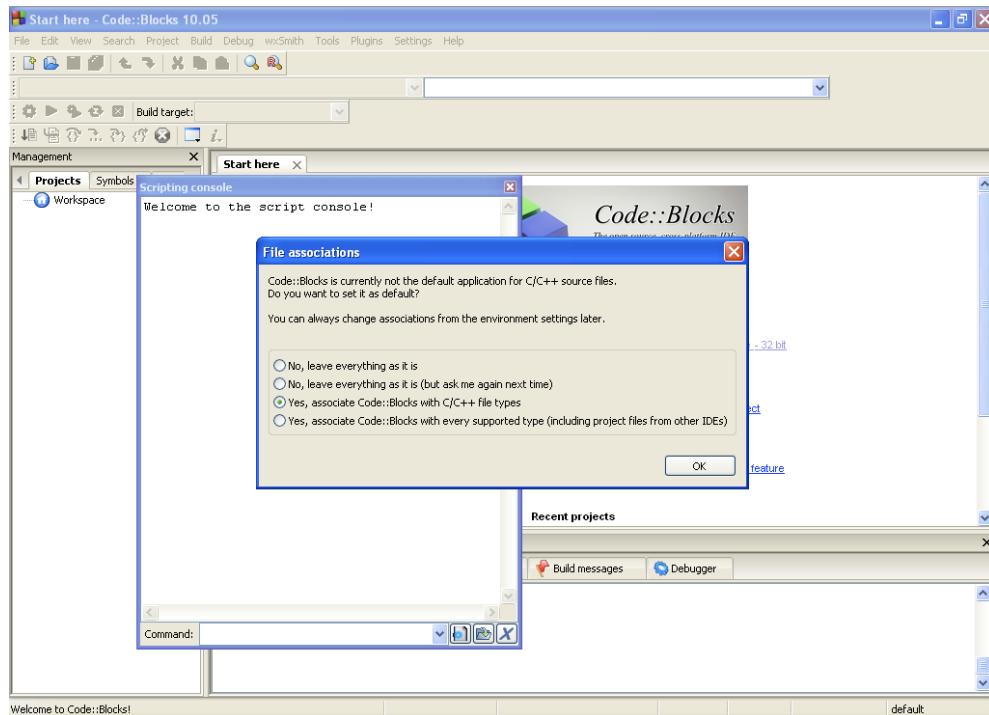 Start here - Code::Blocks 10.05
File Edit View Search Project Build Debug wxSmith Tools Plugins Settings Help
Build target:
Management
Start here
Projects Symbols
Workspace
Scripting console
Welcome to the script console!
Code::Blocks
The open source, cross-platform IDE
File associations
Code::Blocks is currently not the default application for C/C++ source files.
Do you want to set it as default?
You can always change associations from the environment settings later.
No, leave everything as it is
No, leave everything as it is (but ask me again next time)
Yes, associate Code::Blocks with C/C++ file types
Yes, associate Code::Blocks with every supported type (including project files from other IDEs)
OK
- 32 bit
feature
Recent projects
Build messages
Debugger
Command:
Welcome to Code::Blocks!
default